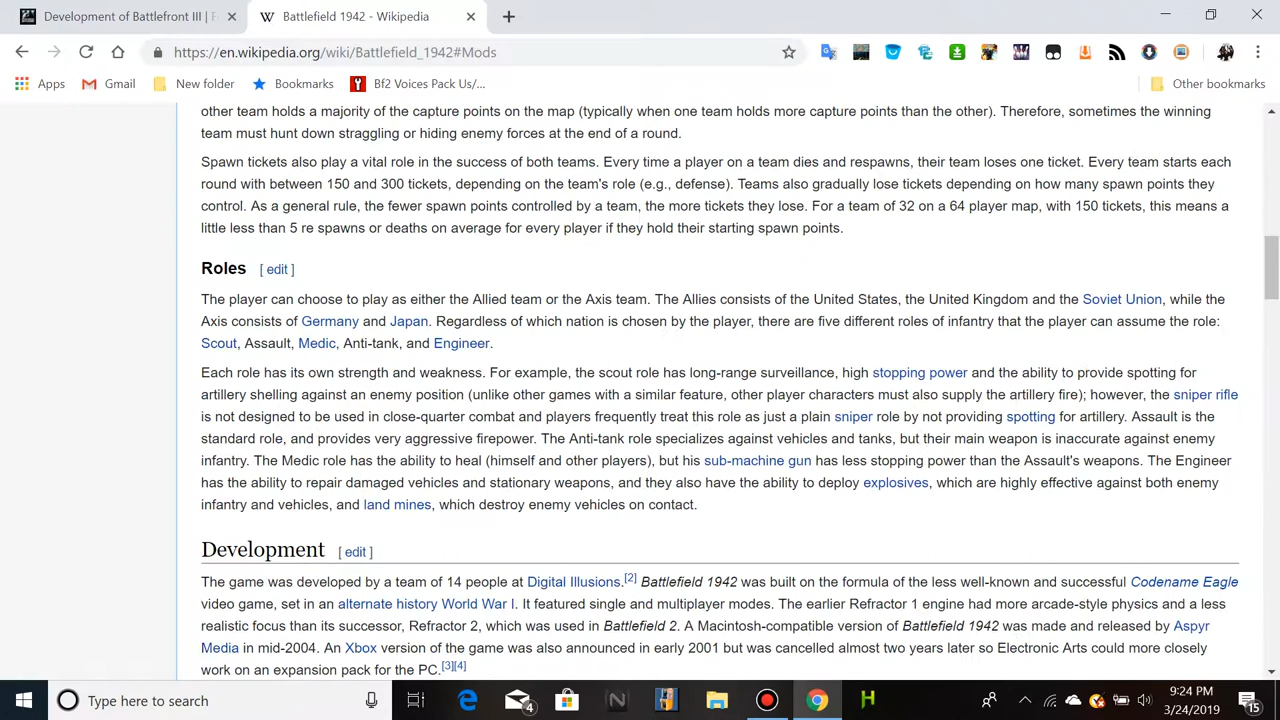 Development of Battlefront III | F
Battlefield 1942 - Wikipedia
https://en.wikipedia.org/wiki/Battlefield_1942#Mods
Apps
Gmail
New folder
Bookmarks
Bf2 Voices Pack Us/...
Other bookmarks
other team holds a majority of the capture points on the map (typically when one team holds more capture points than the other). Therefore, sometimes the winning
team must hunt down straggling or hiding enemy forces at the end of a round.
Spawn tickets also play a vital role in the success of both teams. Every time a player on a team dies and respawns, their team loses one ticket. Every team starts each
round with between 150 and 300 tickets, depending on the team's role (e.g., defense). Teams also gradually lose tickets depending on how many spawn points they
control. As a general rule, the fewer spawn points controlled by a team, the more tickets they lose. For a team of 32 on a 64 player map, with 150 tickets, this means a
little less than 5 re spawns or deaths on average for every player if they hold their starting spawn points.
Roles [ edit ]
The player can choose to play as either the Allied team or the Axis team. The Allies consists of the United States, the United Kingdom and the Soviet Union, while the
Axis consists of Germany and Japan. Regardless of which nation is chosen by the player, there are five different roles of infantry that the player can assume the role:
Scout, Assault, Medic, Anti-tank, and Engineer.
Each role has its own strength and weakness. For example, the scout role has long-range surveillance, high stopping power and the ability to provide spotting for
artillery shelling against an enemy position (unlike other games with a similar feature, other player characters must also supply the artillery fire); however, the sniper rifle
is not designed to be used in close-quarter combat and players frequently treat this role as just a plain sniper role by not providing spotting for artillery. Assault is the
standard role, and provides very aggressive firepower. The Anti-tank role specializes against vehicles and tanks, but their main weapon is inaccurate against enemy
infantry. The Medic role has the ability to heal (himself and other players), but his sub-machine gun has less stopping power than the Assault's weapons. The Engineer
has the ability to repair damaged vehicles and stationary weapons, and they also have the ability to deploy explosives, which are highly effective against both enemy
infantry and vehicles, and land mines, which destroy enemy vehicles on contact.
Development [ edit ]
The game was developed by a team of 14 people at Digital Illusions.[2] Battlefield 1942 was built on the formula of the less well-known and successful Codename Eagle
video game, set in an alternate history World War I. It featured single and multiplayer modes. The earlier Refractor 1 engine had more arcade-style physics and a less
realistic focus than its successor, Refractor 2, which was used in Battlefield 2. A Macintosh-compatible version of Battlefield 1942 was made and released by Aspyr
Media in mid-2004. An Xbox version of the game was also announced in early 2001 but was cancelled almost two years later so Electronic Arts could more closely
work on an expansion pack for the PC.[3][4]
Type here to search
4
9:24 PM
3/24/2019
15